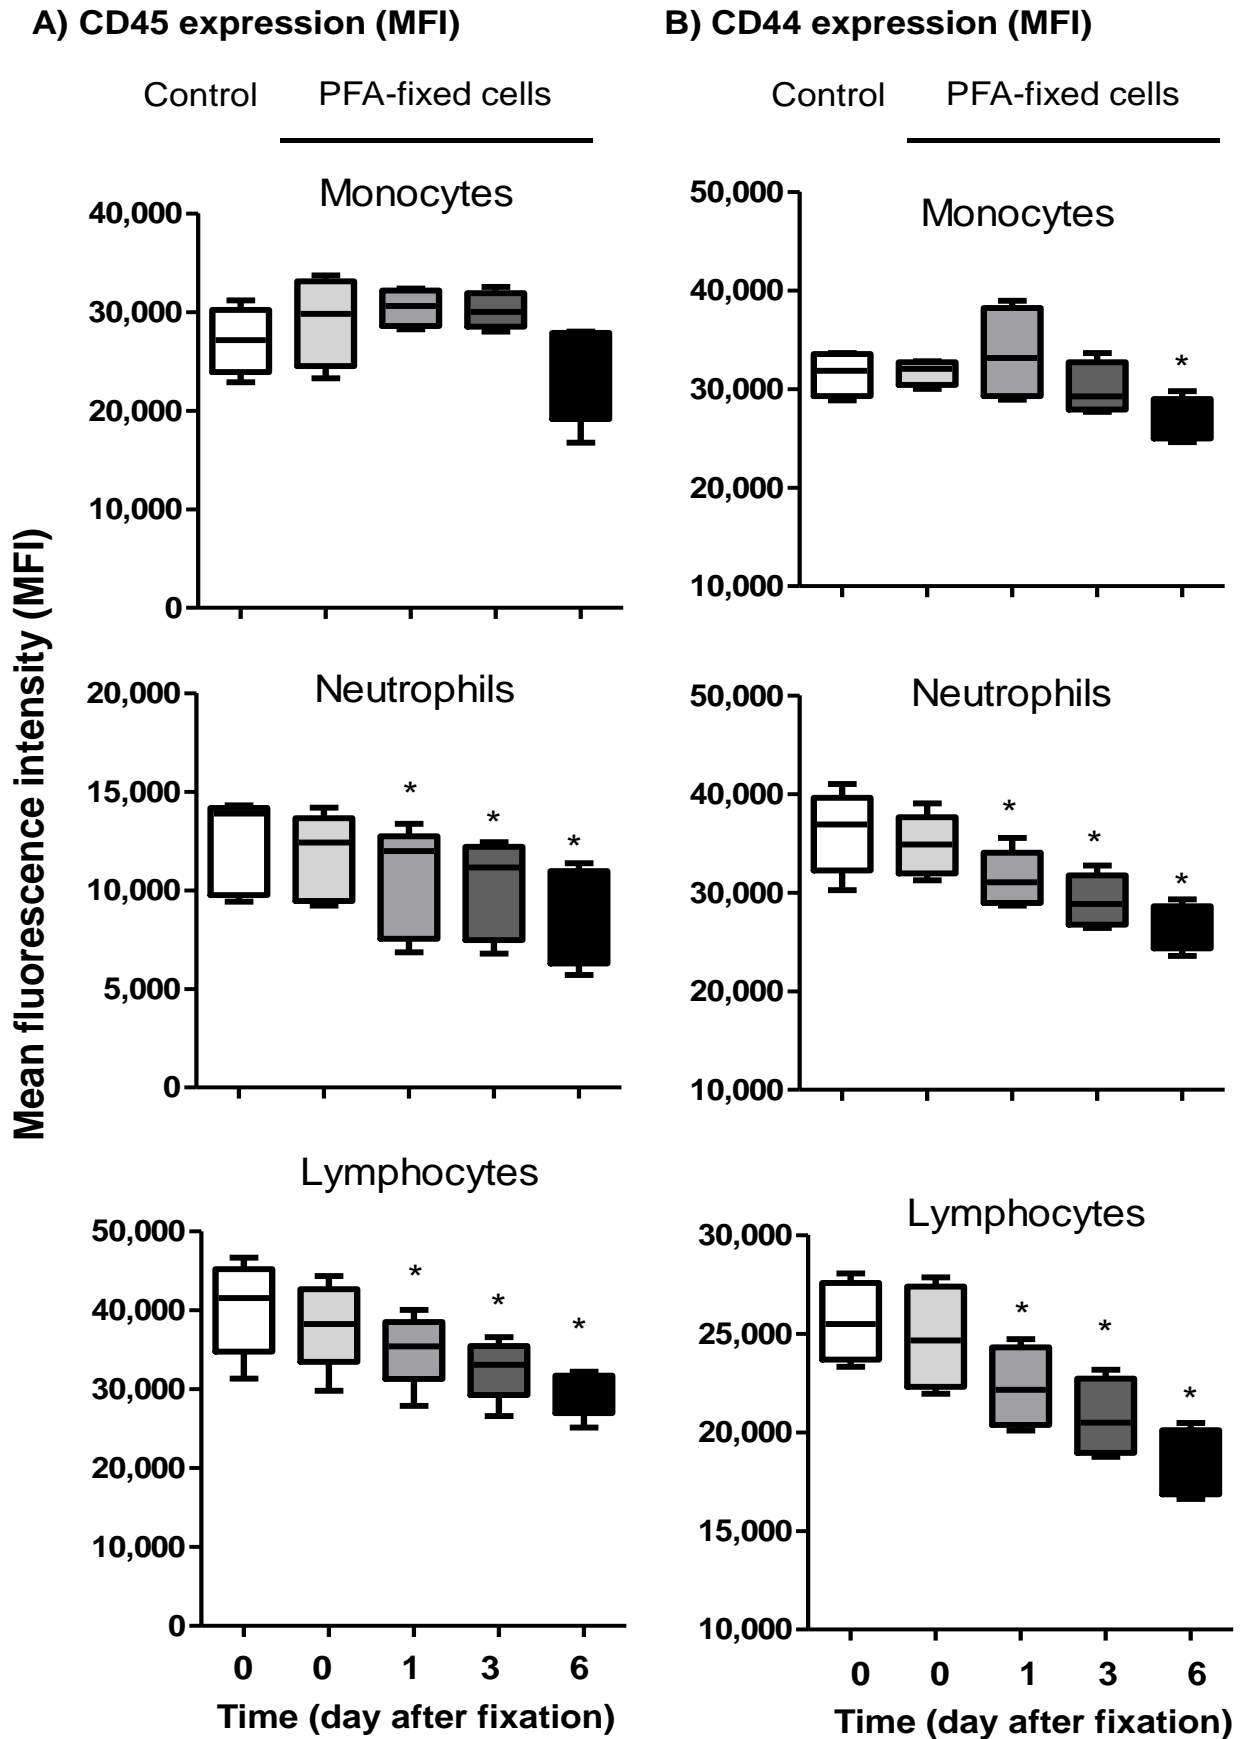 A) CD45 expression (MFI)
B) CD44 expression (MFI)
Control
PFA-fixed cells
Control
PFA-fixed cells
Mean fluorescence intensity (MFI)
Monocytes
40,000
30,000
20,000
10,000
0
Monocytes
50,000
40,000
30,000
20,000
10,000
*
Neutrophils
20,000
15,000
10,000
5,000
0
*
*
*
Neutrophils
50,000
40,000
30,000
20,000
10,000
*
*
*
Lymphocytes
50,000
40,000
30,000
20,000
10,000
0
*
*
*
0 0 1 3 6
Time (day after fixation)
Lymphocytes
30,000
25,000
20,000
15,000
10,000
*
*
*
0 0 1 3 6
Time (day after fixation)